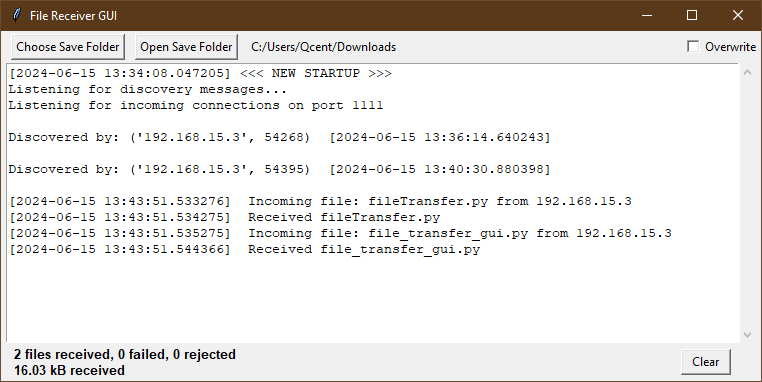 File Receiver GUI
Choose Save Folder Open Save Folder C:/Users/Qcent/Downloads Overwrite
[2024-06-15 13:34:08.047205] <<< NEW STARTUP >>>
Listening for discovery messages...
Listening for incoming connections on port 1111
Discovered by: ('192.168.15.3', 54268)  [2024-06-15 13:36:14.640243]
Discovered by: ('192.168.15.3', 54395)  [2024-06-15 13:40:30.880398]
[2024-06-15 13:43:51.533276]  Incoming file: fileTransfer.py from 192.168.15.3
[2024-06-15 13:43:51.534275]  Received fileTransfer.py
[2024-06-15 13:43:51.535275]  Incoming file: file_transfer_gui.py from 192.168.15.3
[2024-06-15 13:43:51.544366]  Received file_transfer_gui.py
2 files received, 0 failed, 0 rejected
16.03 kB received
Clear